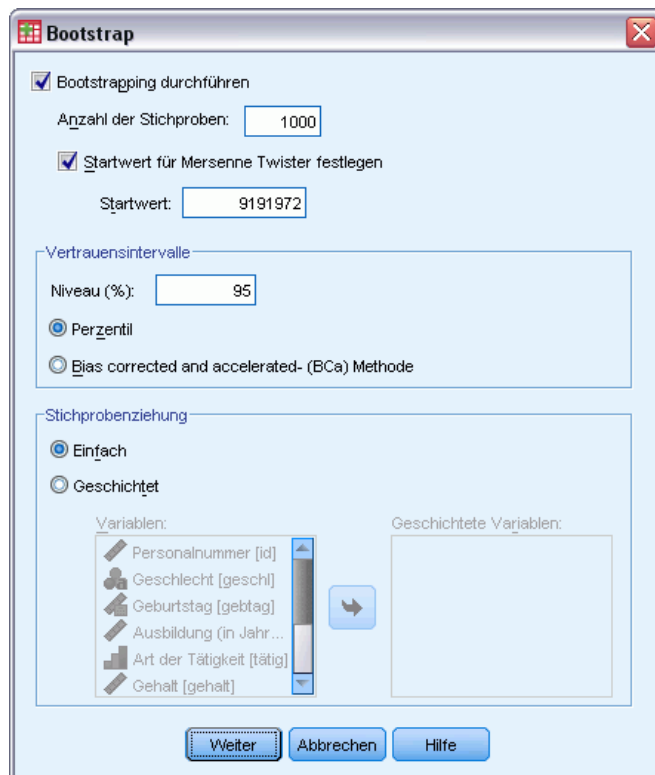 Bootstrap
Bootstrapping durchführen
Anzahl der Stichproben: 1000
Startwert für Mersenne Twister festlegen
Startwert: 9191972
Vertrauensintervalle
Niveau (%): 95
Perzentil
Bias corrected and accelerated- (BCa) Methode
Stichprobenziehung
Einfach
Geschichtet
Variablen: Geschichtete Variablen:
Personalnummer [id]
Geschlecht [geschl]
Geburtstag [gebtag]
Ausbildung (in Jahr...
Art der Tätigkeit [tätig]
Gehalt [gehalt]
Weiter Abbrechen Hilfe